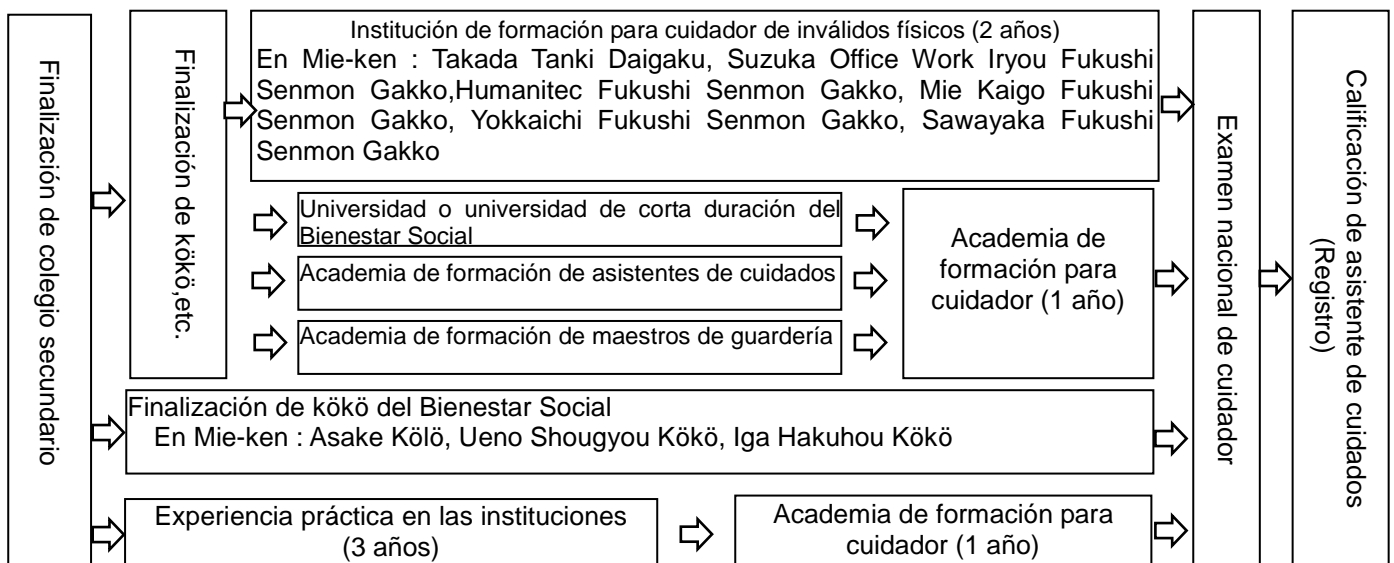 Finalización de colegio secundario
Finalización de kökö,etc.
Institución de formación para cuidador de inválidos físicos (2 años)
En Mie-ken : Takada Tanki Daigaku, Suzuka Office Work Iryou Fukushi
Senmon Gakko,Humanitec Fukushi Senmon Gakko, Mie Kaigo Fukushi
Senmon Gakko, Yokkaichi Fukushi Senmon Gakko, Sawayaka Fukushi
Senmon Gakko
Universidad o universidad de corta duración del
Bienestar Social
Academia de formación de asistentes de cuidados
Academia de formación de maestros de guardería
Academia de
formación para
cuidador (1 año)
Finalización de kökö del Bienestar Social
En Mie-ken : Asake Kölö, Ueno Shougyou Kökö, Iga Hakuhou Kökö
Experiencia práctica en las instituciones
(3 años)
Academia de formación para
cuidador (1 año)
Examen nacional de cuidador
Calificación de asistente de cuidados
(Registro)